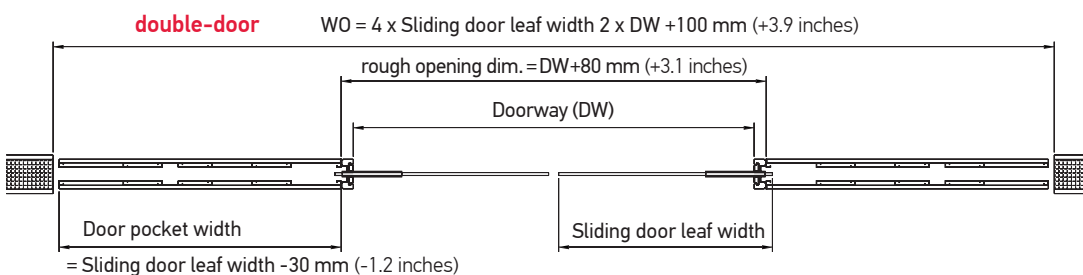 double-door WO = 4 x Sliding door leaf width 2 x DW +100 mm (+3.9 inches)
rough opening dim. = DW+80 mm (+3.1 inches)
Doorway (DW)
Door pocket width
Sliding door leaf width
= Sliding door leaf width -30 mm (-1.2 inches)